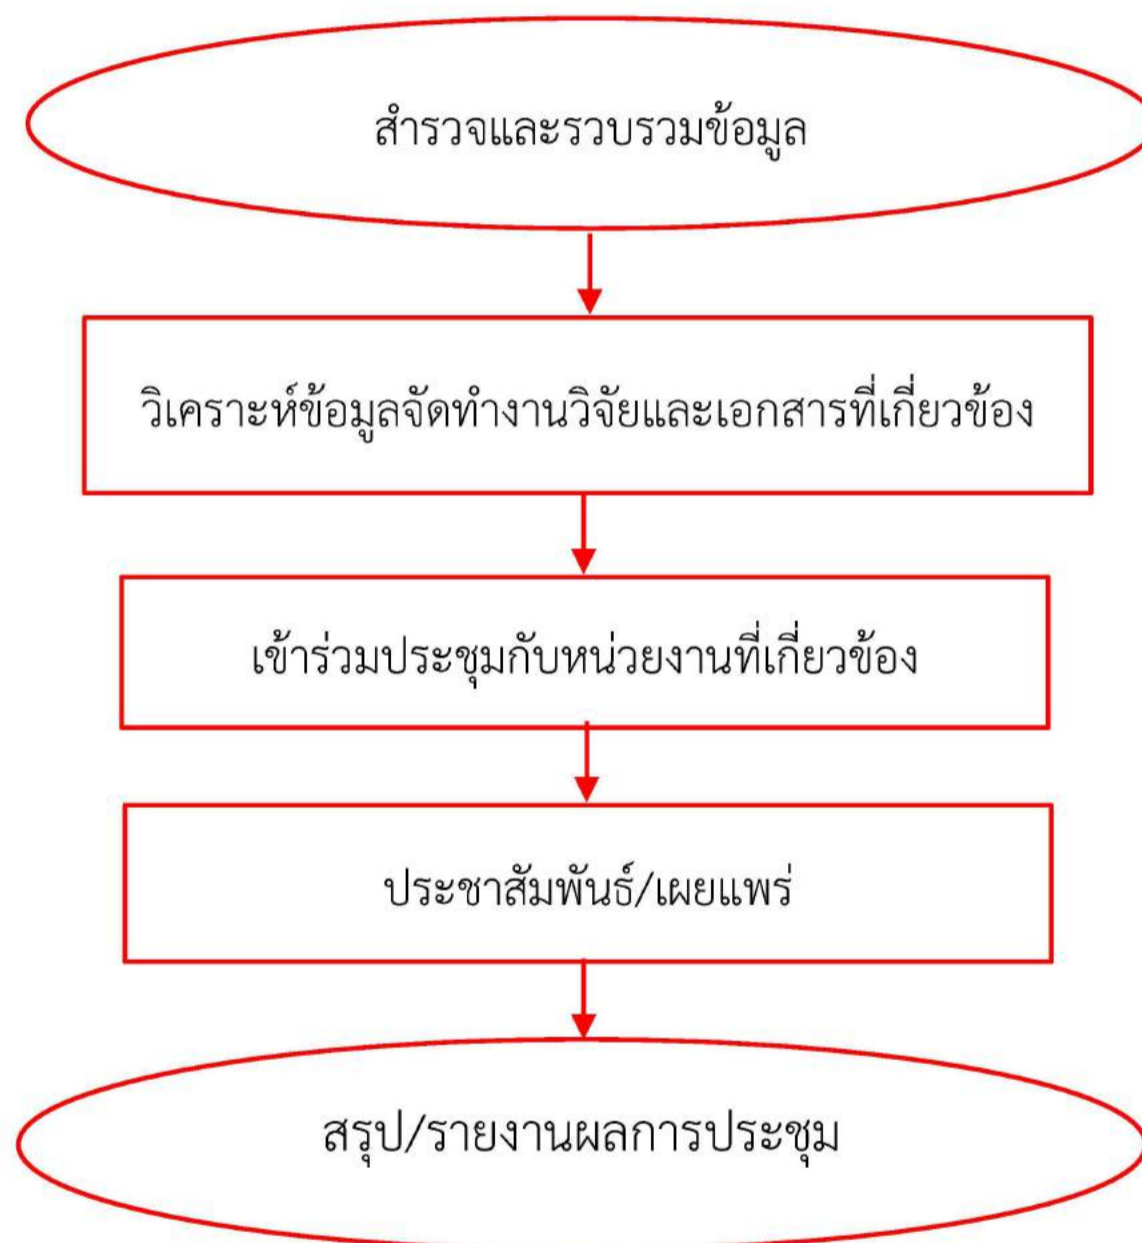 สำรวจและรวบรวมข้อมูล
วิเคราะห์ข้อมูลจัดทำงานวิจัยและเอกสารที่เกี่ยวข้อง
เข้าร่วมประชุมกับหน่วยงานที่เกี่ยวข้อง
ประชาสัมพันธ์/เผยแพร่
สรุป/รายงานผลการประชุม